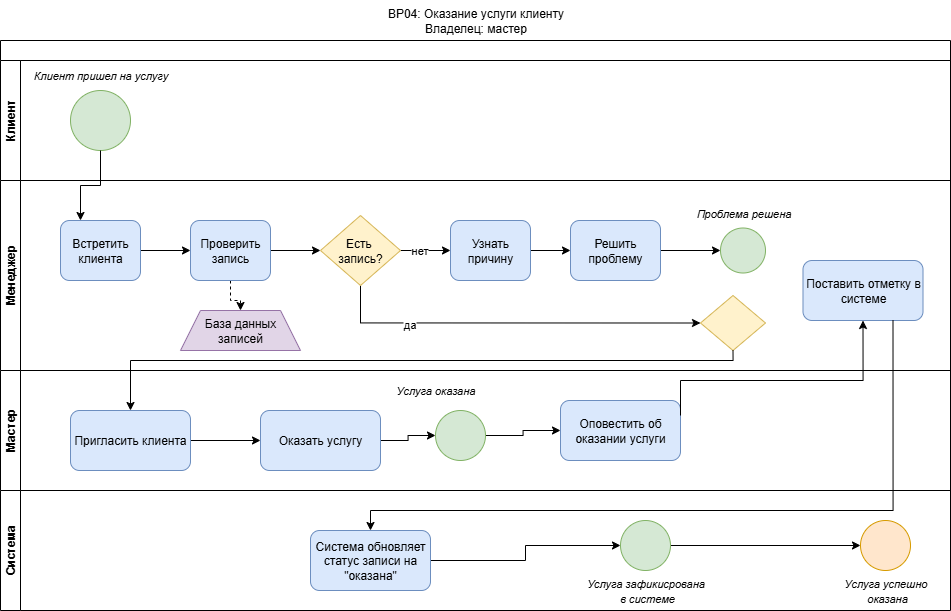 BP04: Оказание услуги клиенту
Владелец: мастер
Клиент
Клиент пришел на услугу
Менеджер
Встретить
клиента
Проверить
запись
Есть
запись?
нет
Узнать
причину
Решить
проблему
Проблема решена
Поставить отметку в
системе
База данных
записей
да
Мастер
Пригласить клиента
Оказать услугу
Услуга оказана
Оповестить об
оказании услуги
Система
Система обновляет
статус записи на
"оказана"
Услуга зафикисрована
в системе
Услуга успешно
оказана